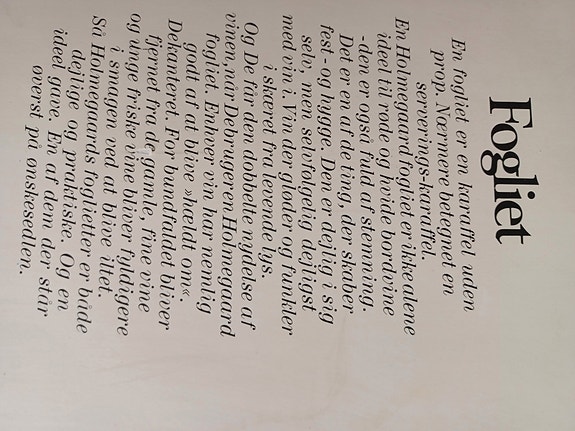 Fogliet
En fogliet er en karaffel uden
prop. Nærmere betegnet en
serverings-karaffel.
En Holmegaard fogliet er ikke alene
ideel til røde og hvide bordvine
-den er også fuld af stemning.
Det er en af de ting, der skaber
fest- og hygge. Den er dejlig i sig
selv, men selvfølgelig dejligst
med vin i. Vin der gløder og funkler
i skæret fra levende lys.
Og De får den dobbelte nydelse af
vinen, når De bruger en Holmegaard
fogliet. Enhver vin har nemlig
godt af at blive »hældt om«.
Dekanteret. For bundfaldet bliver
fjernet fra de gamle, fine vine
og unge friske vine bliver fyldigere
i smagen ved at blive iltet.
Så Holmegaards foglietter er både
dejlige og praktiske. Og en
ideel gave. En af dem der står
øverst på ønskesedlen.